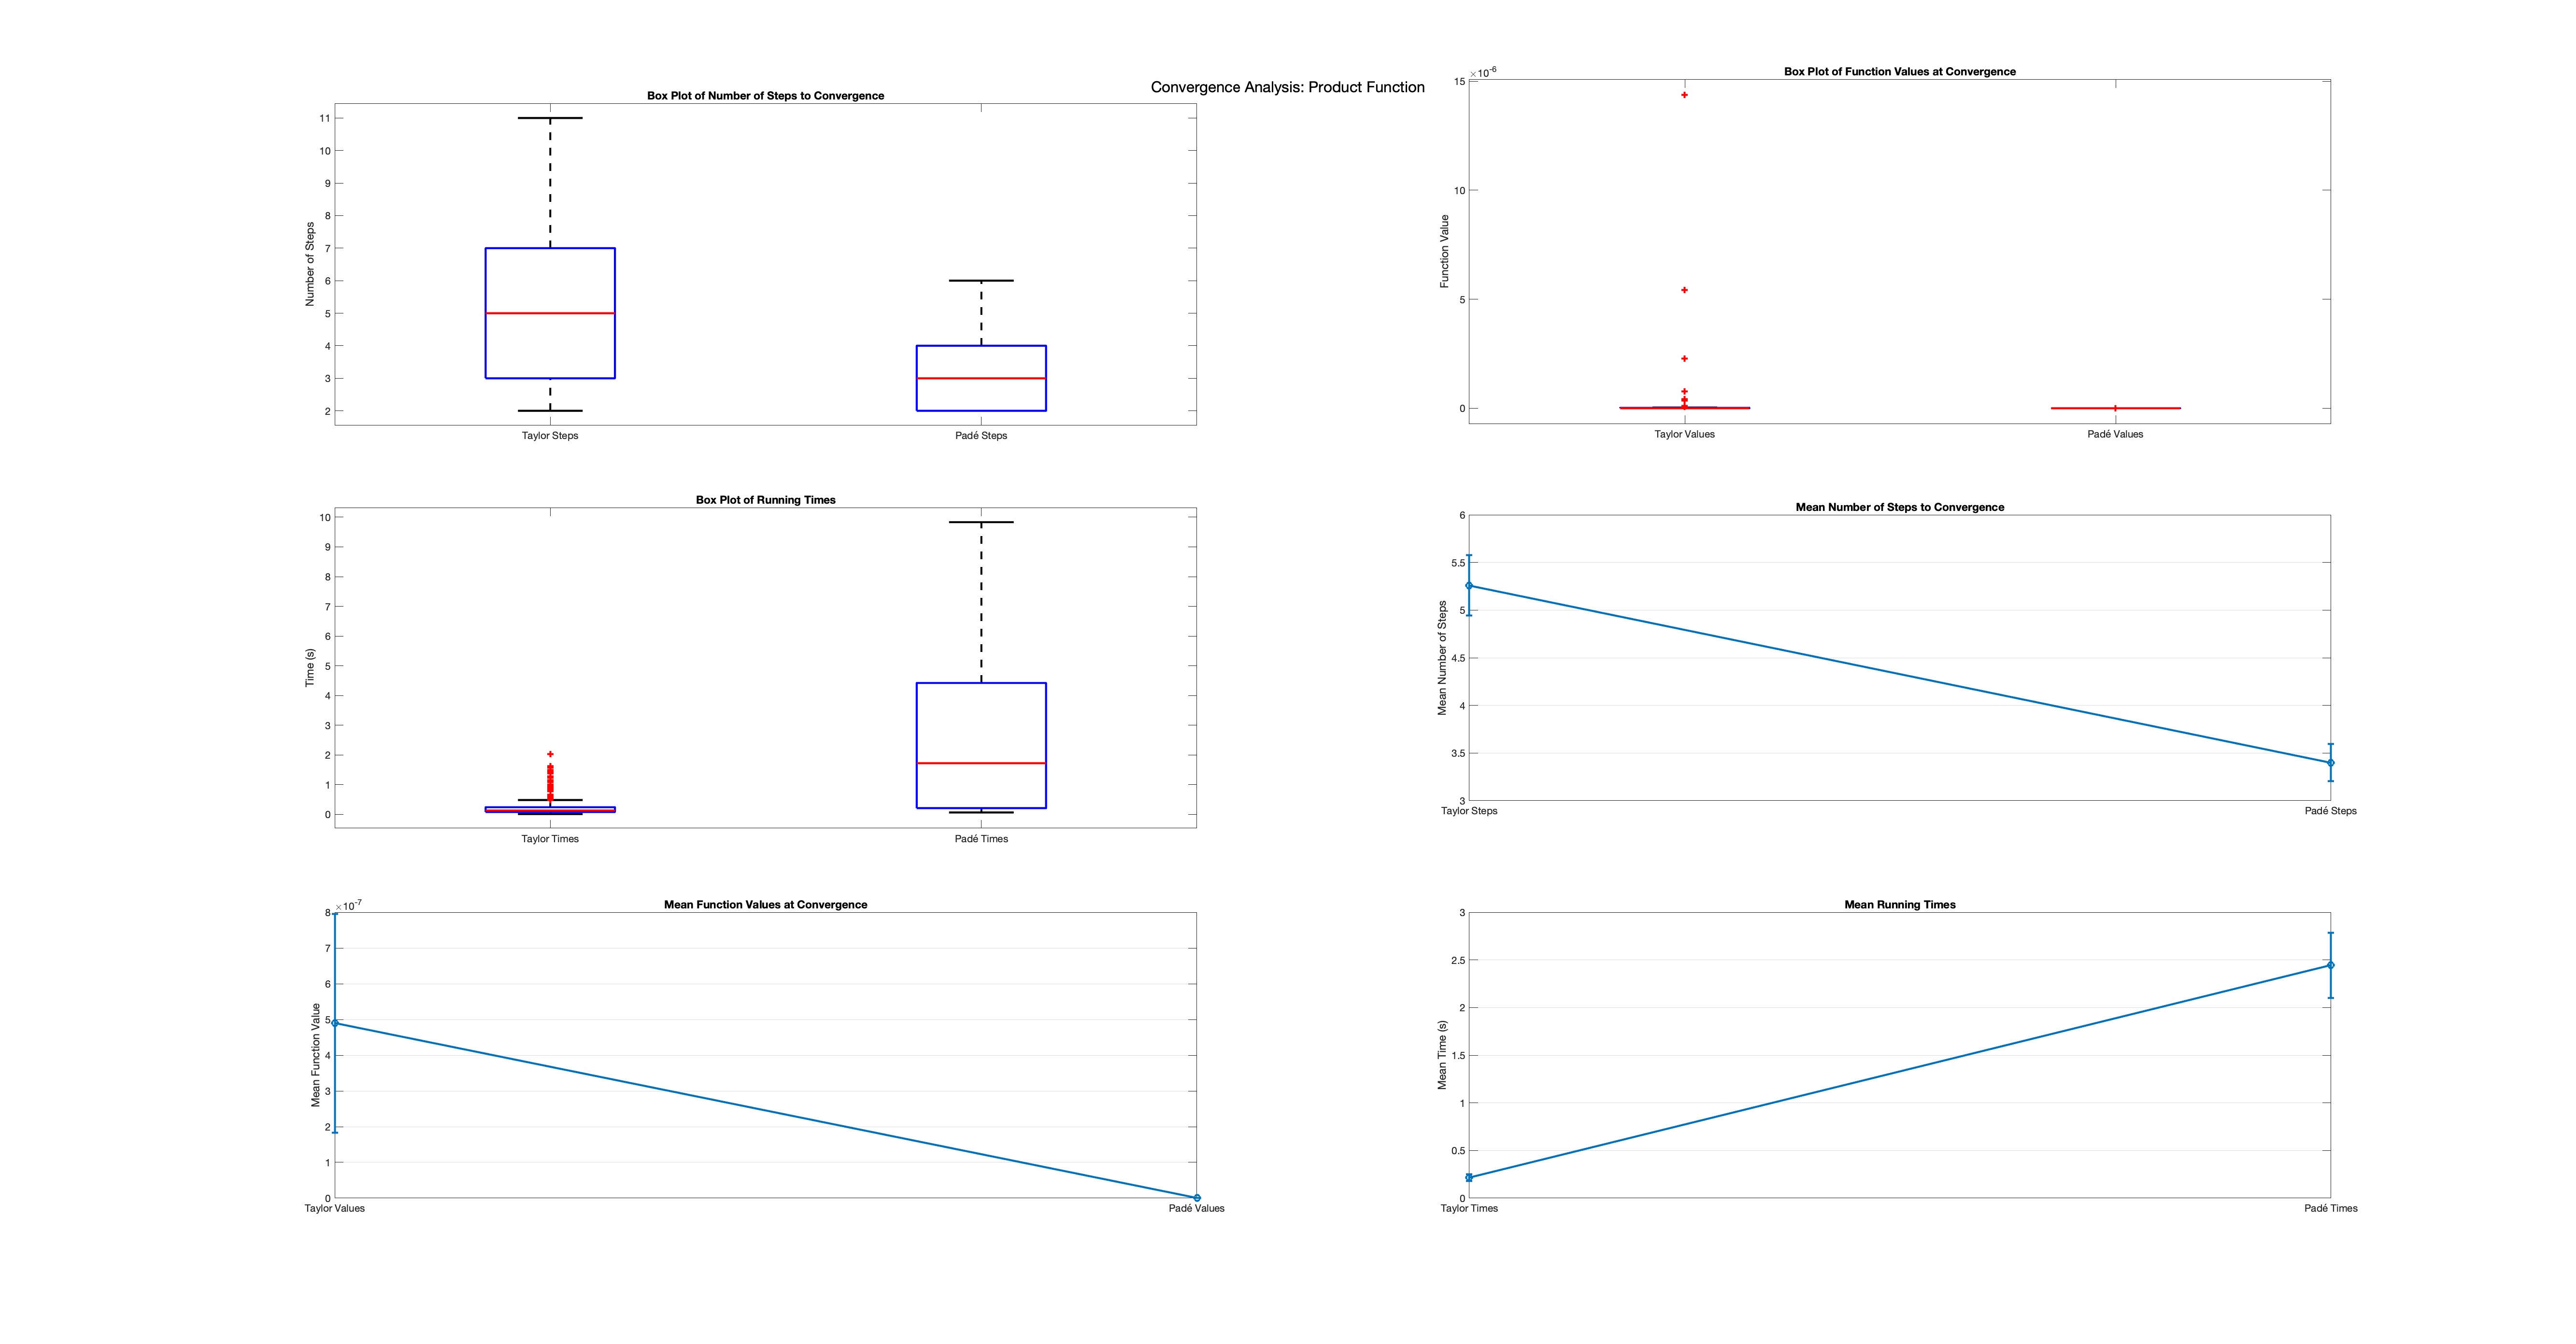 Convergence Analysis: Product Function
Box Plot of Number of Steps to Convergence
Number of Steps
11
10
9
8
7
6
5
4
3
2
Taylor Steps
Padé Steps
Box Plot of Function Values at Convergence
×10-6
Function Value
15
10
5
0
Taylor Values
Padé Values
Box Plot of Running Times
Time (s)
10
9
8
7
6
5
4
3
2
1
0
Taylor Times
Padé Times
Mean Number of Steps to Convergence
Mean Number of Steps
6
5.5
5
4.5
4
3.5
3
Taylor Steps
Padé Steps
Mean Function Values at Convergence
×10-7
Mean Function Value
8
7
6
5
4
3
2
1
0
Taylor Values
Padé Values
Mean Running Times
Mean Time (s)
3
2.5
2
1.5
1
0.5
0
Taylor Times
Padé Times